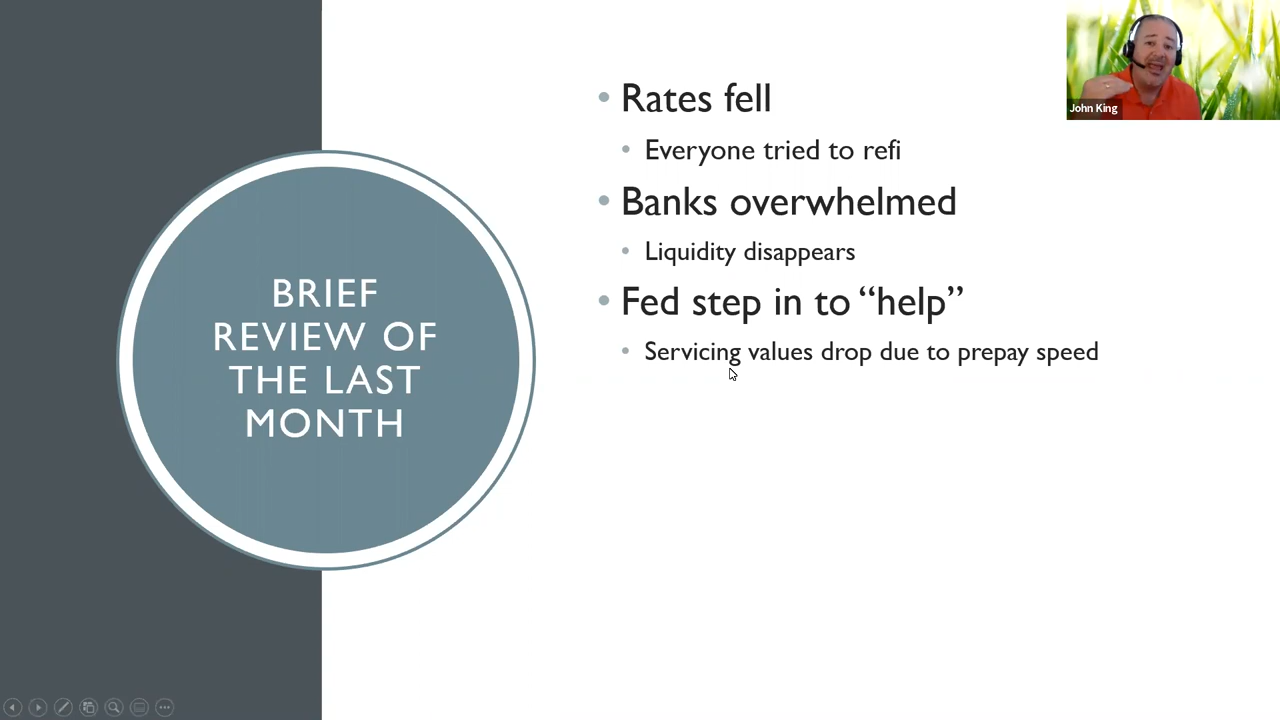 BRIEF
REVIEW OF
THE LAST
MONTH
• Rates fell
• Everyone tried to refi
• Banks overwhelmed
• Liquidity disappears
• Fed step in to “help”
• Servicing values drop due to prepay speed
John King